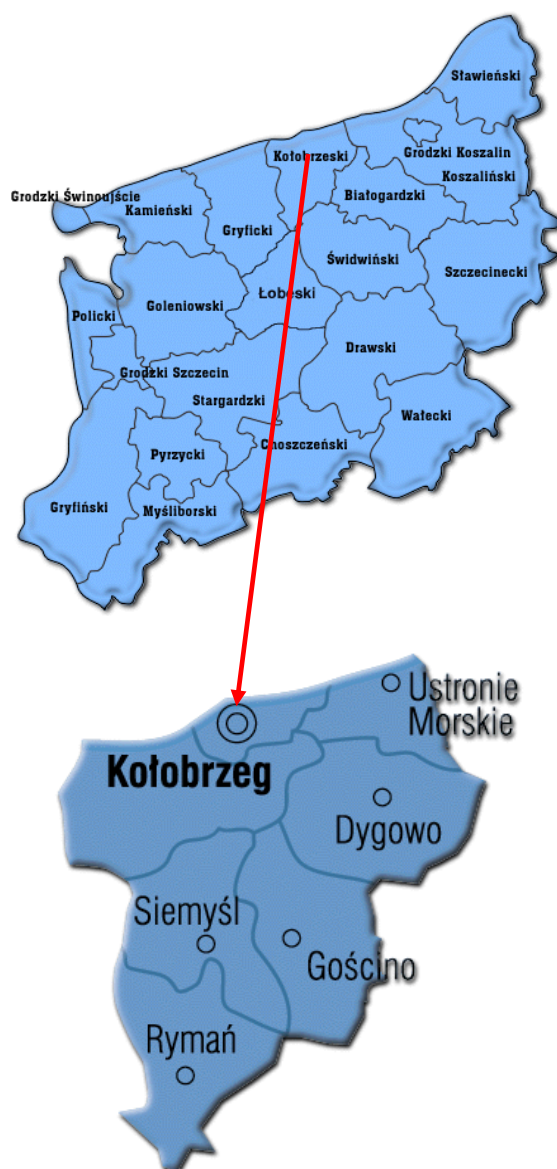 Sławieński
Kołobrzeski
Grodzki Koszalin
Koszaliński
Grodzki Świnoujście
Kamieński
Białogardzki
Gryficki
Świdwiński
Szczecinecki
Łobeski
Goleniowski
Policki
Drawski
Grodzki Szczecin
Stargardzki
Wałecki
Choszczeński
Pyrzycki
Gryfiński
Myśliborski
Ustronie
Morskie
Kołobrzeg
Dygowo
Siemyśl
Gościno
Rymań